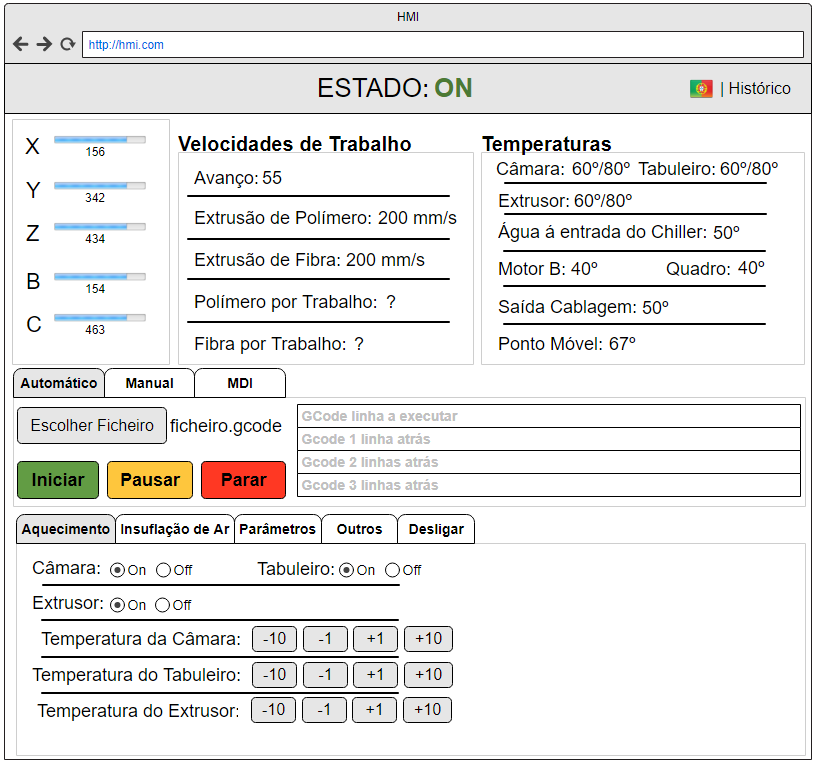 HMI
http://hmi.com
ESTADO: ON
| Histórico
X
156
Y
342
Z
434
B
154
C
463
Velocidades de Trabalho
Avanço: 55
Extrusão de Polímero: 200 mm/s
Extrusão de Fibra: 200 mm/s
Polímero por Trabalho: ?
Fibra por Trabalho: ?
Temperaturas
Câmara: 60º/80º Tabuleiro: 60º/80º
Extrusor: 60º/80º
Água á entrada do Chiller: 50º
Motor B: 40º Quadro: 40º
Saída Cablagem: 50º
Ponto Móvel: 67º
Automático Manual MDI
Escolher Ficheiro ficheiro.gcode
Iniciar Pausar Parar
GCode linha a executar
Gcode 1 linha atrás
Gcode 2 linhas atrás
Gcode 3 linhas atrás
Aquecimento Insuflação de Ar Parâmetros Outros Desligar
Câmara: On Off Tabuleiro: On Off
Extrusor: On Off
Temperatura da Câmara: -10 -1 +1 +10
Temperatura do Tabuleiro: -10 -1 +1 +10
Temperatura do Extrusor: -10 -1 +1 +10